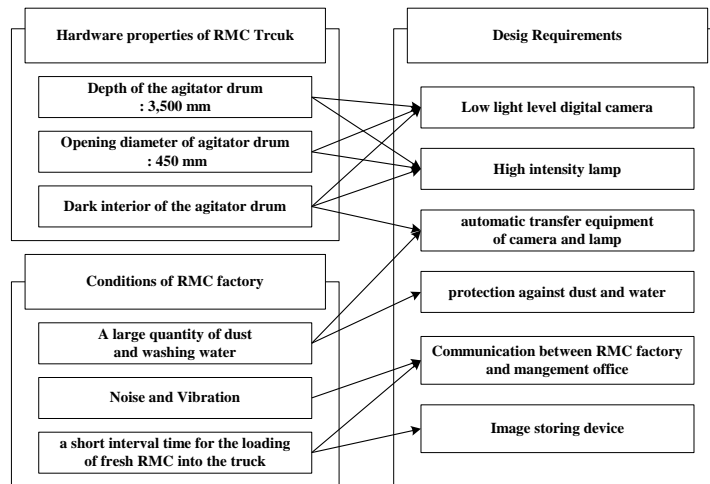 Hardware properties of RMC Trcuk
Depth of the agitator drum
: 3,500 mm
Opening diameter of agitator drum
: 450 mm
Dark interior of the agitator drum
Conditions of RMC factory
A large quantity of dust
and washing water
Noise and Vibration
a short interval time for the loading
of fresh RMC into the truck
Desig Requirements
Low light level digital camera
High intensity lamp
automatic transfer equipment
of camera and lamp
protection against dust and water
Communication between RMC factory
and mangement office
Image storing device